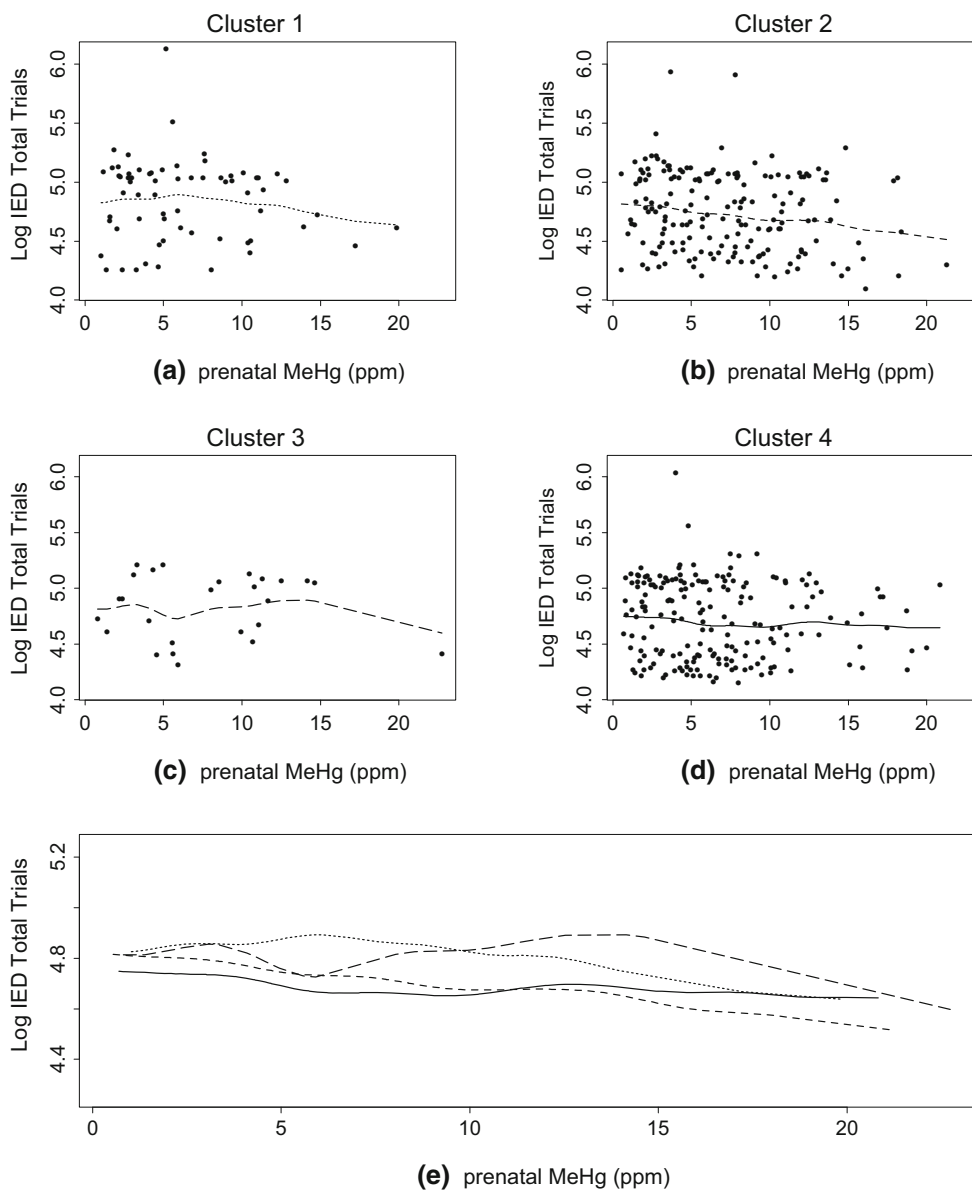 Cluster 1
Log IED Total Trials
6.0
5.5
5.0
4.5
4.0
0 5 10 15 20
(a) prenatal MeHg (ppm)
Cluster 2
Log IED Total Trials
6.0
5.5
5.0
4.5
4.0
0 5 10 15 20
(b) prenatal MeHg (ppm)
Cluster 3
Log IED Total Trials
6.0
5.5
5.0
4.5
4.0
0 5 10 15 20
(c) prenatal MeHg (ppm)
Cluster 4
Log IED Total Trials
6.0
5.5
5.0
4.5
4.0
0 5 10 15 20
(d) prenatal MeHg (ppm)
Log IED Total Trials
5.2
4.8
4.4
0 5 10 15 20
(e) prenatal MeHg (ppm)